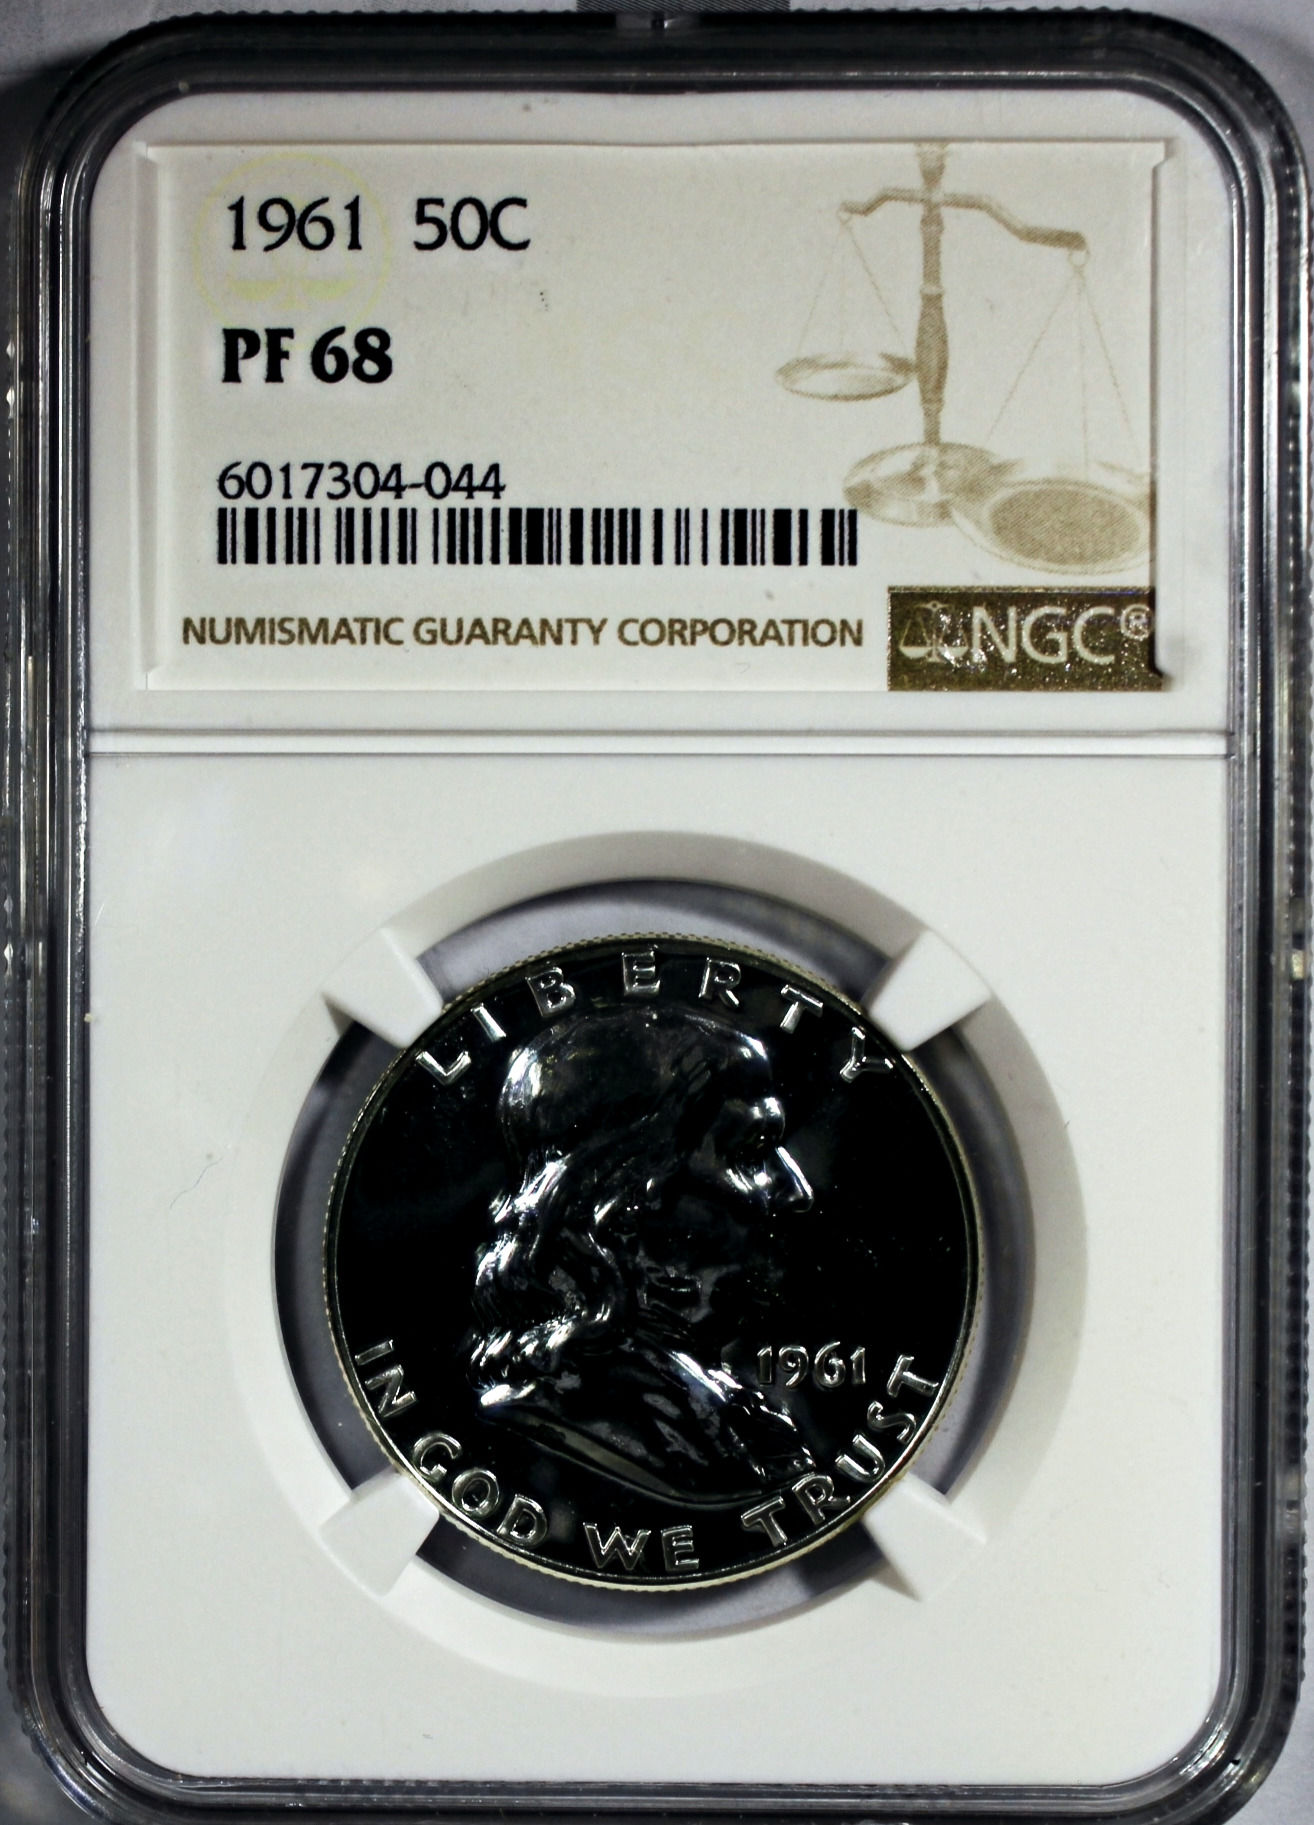 1961 50C
PF 68
6017304-044
NUMISMATIC GUARANTY CORPORATION
NGC®
LIBERTY
1961
IN GOD WE TRUST